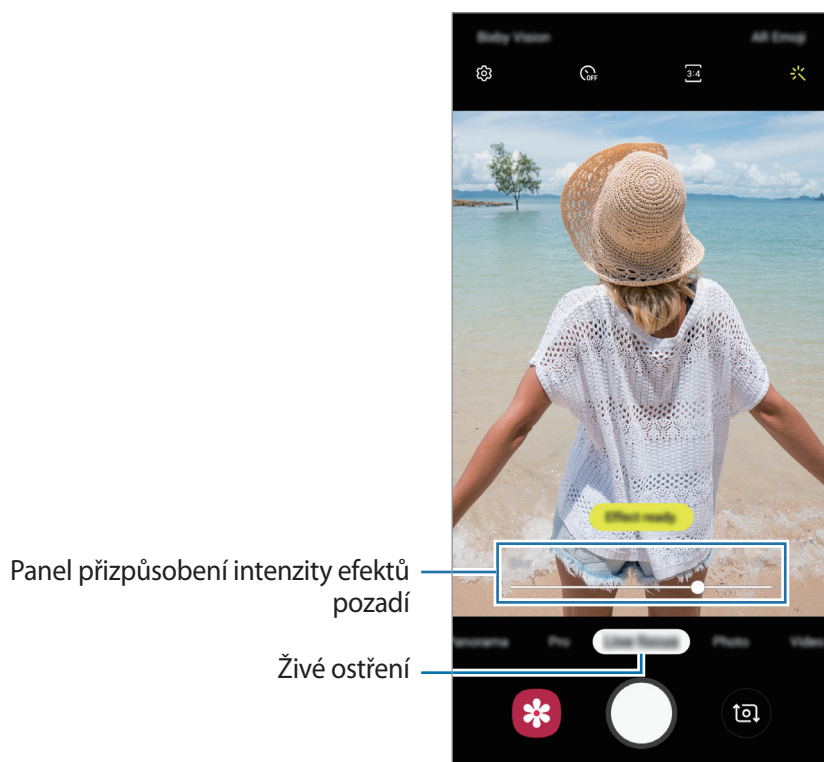 Bixby Vision
AR Emoji
OFF
3:4
Effect ready
Panel přizpůsobení intenzity efektů
pozadí
Panorama
Pro
Live focus
Photo
Video
Živé ostření